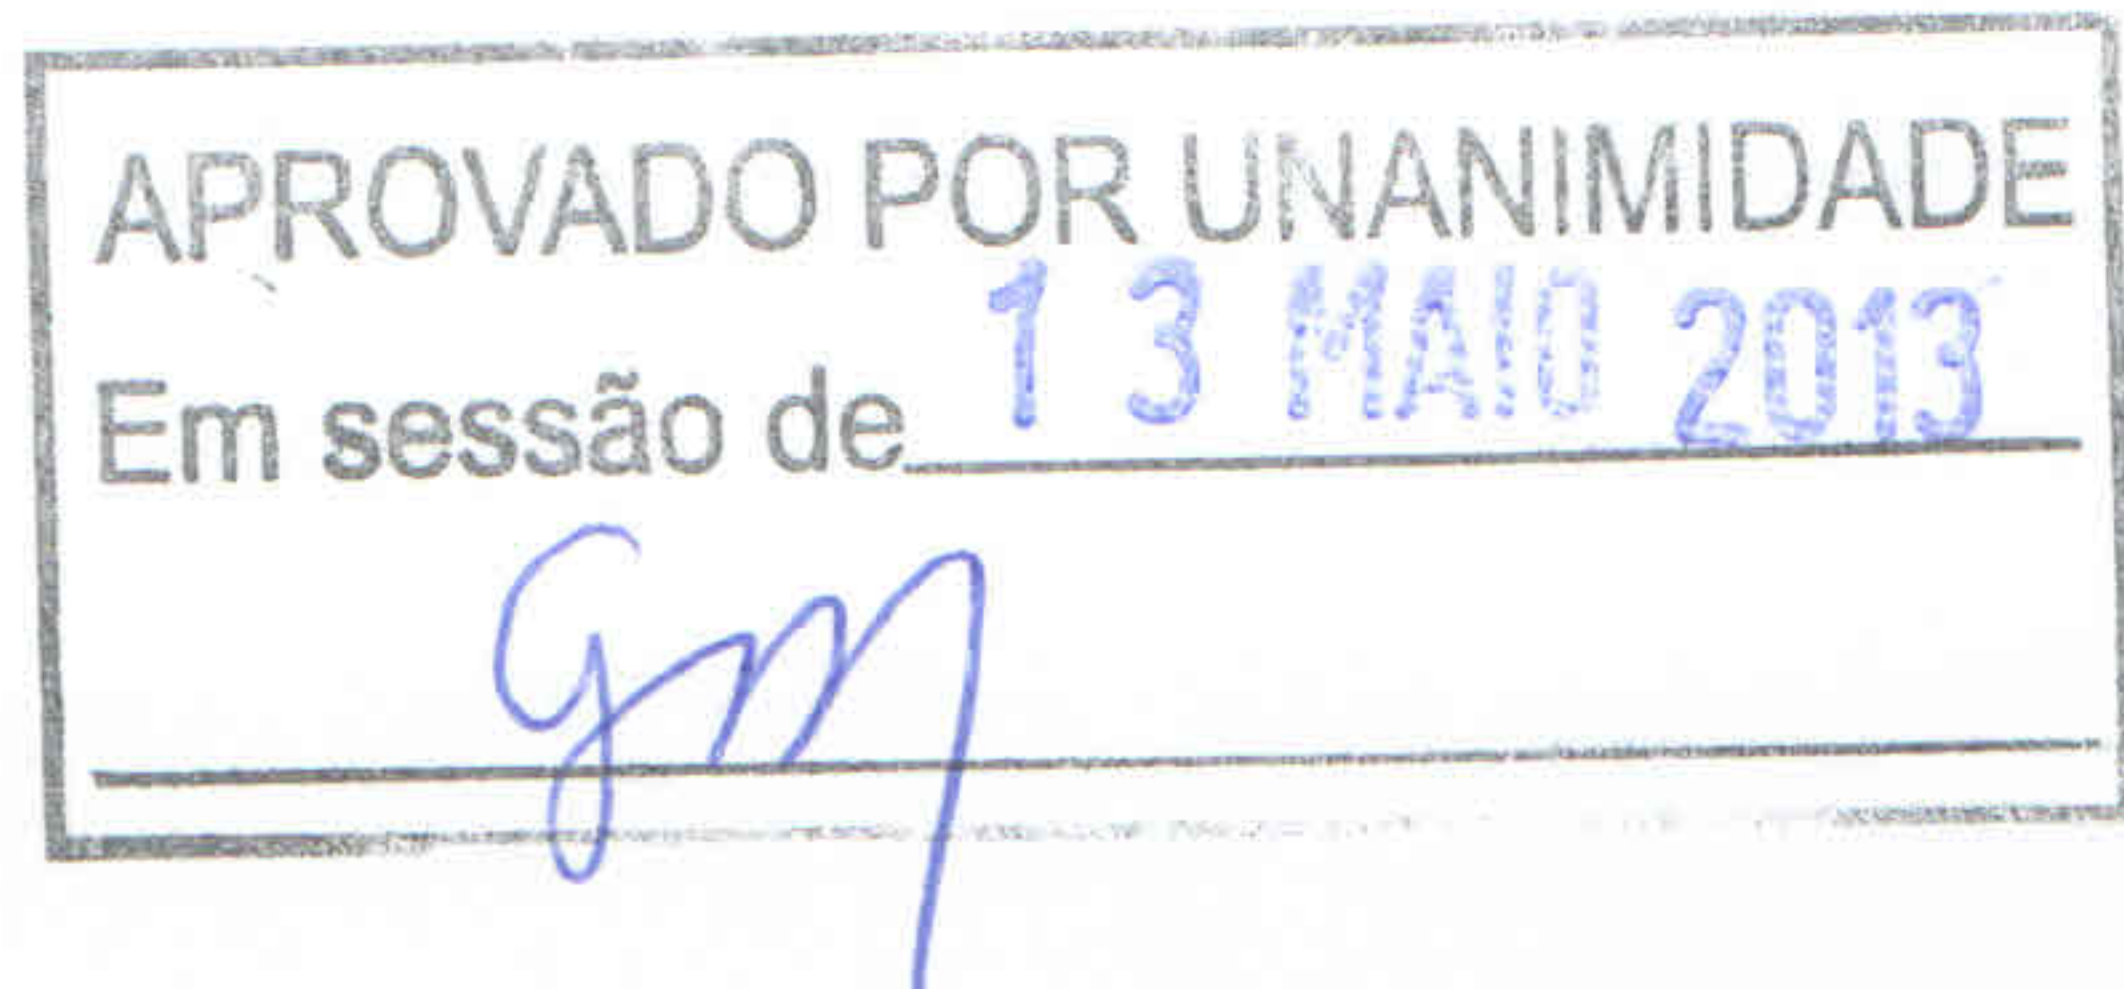 APROVADO POR UNANIMIDADE
Em sessão de 13 MAIO 2013